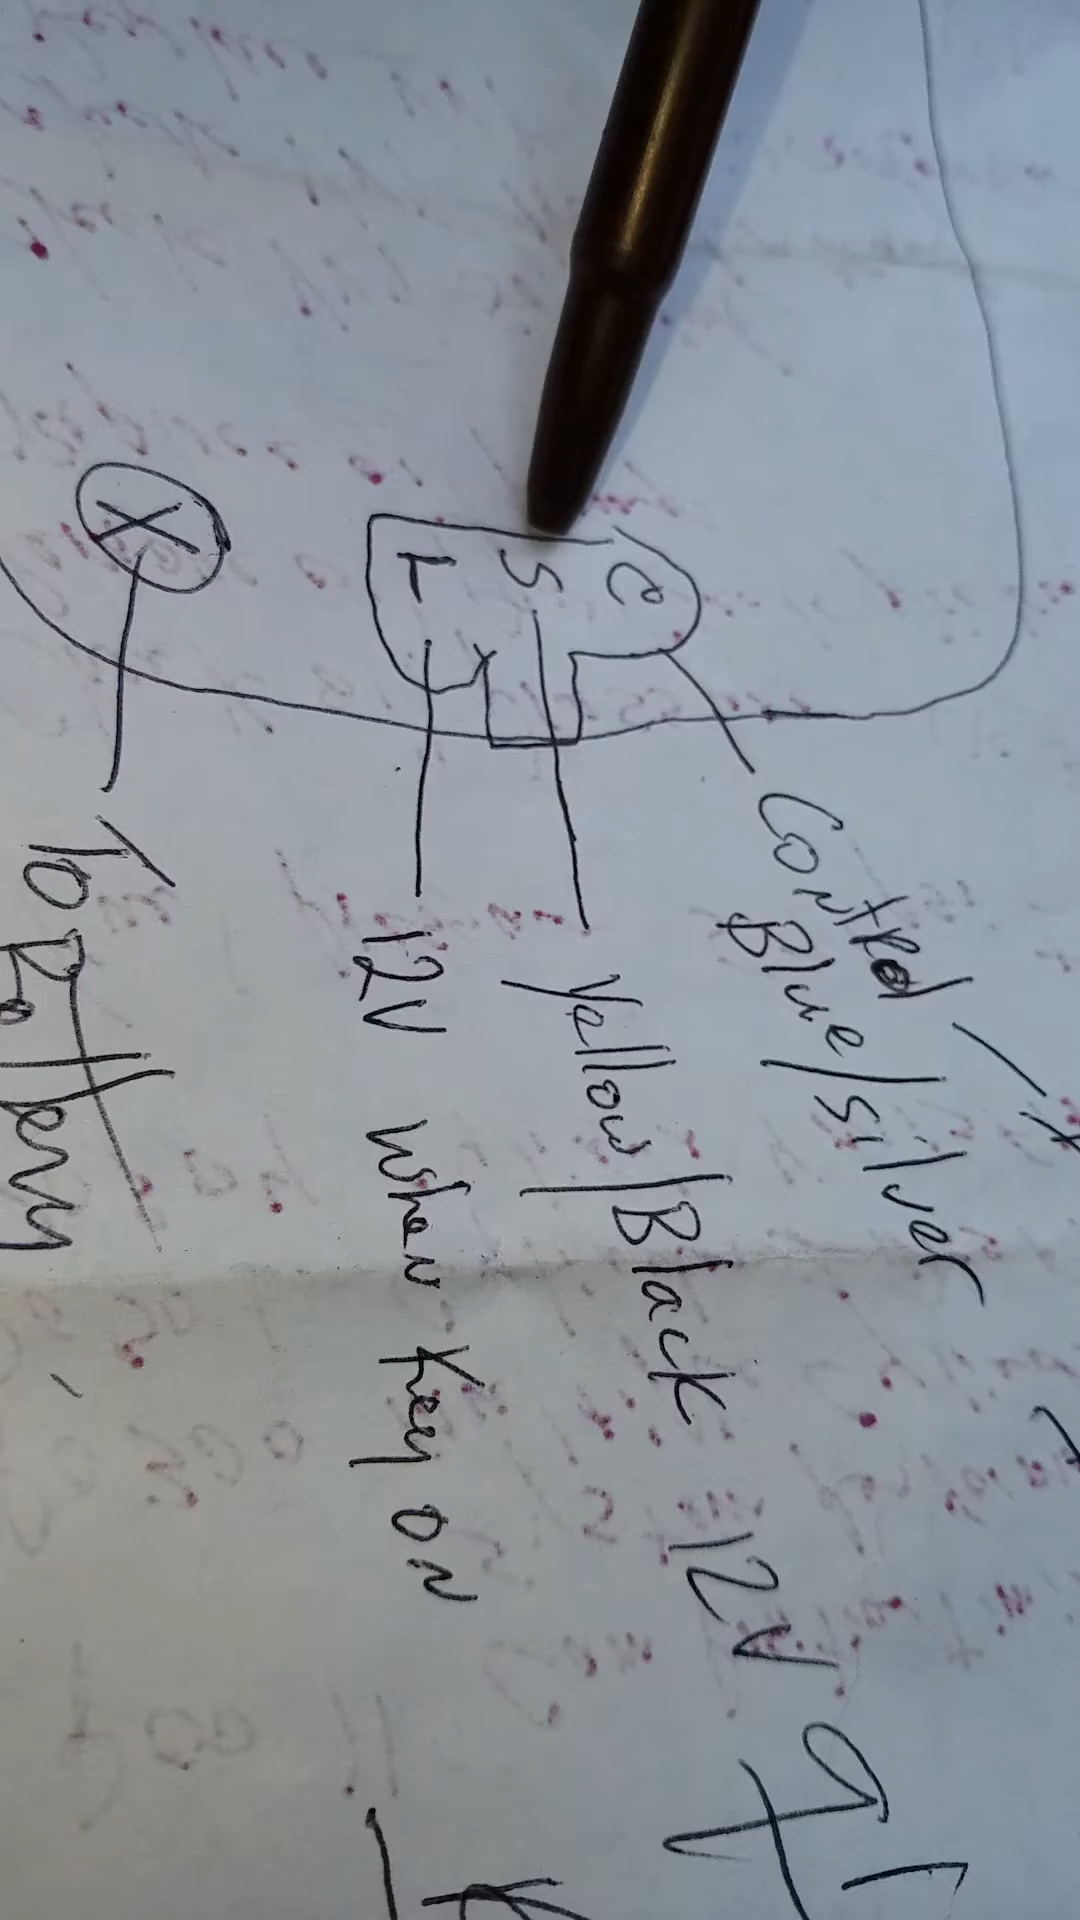 Control
Blue/silver
C
S Yellow/Black 12V
L 12V when Key on
X To Battery